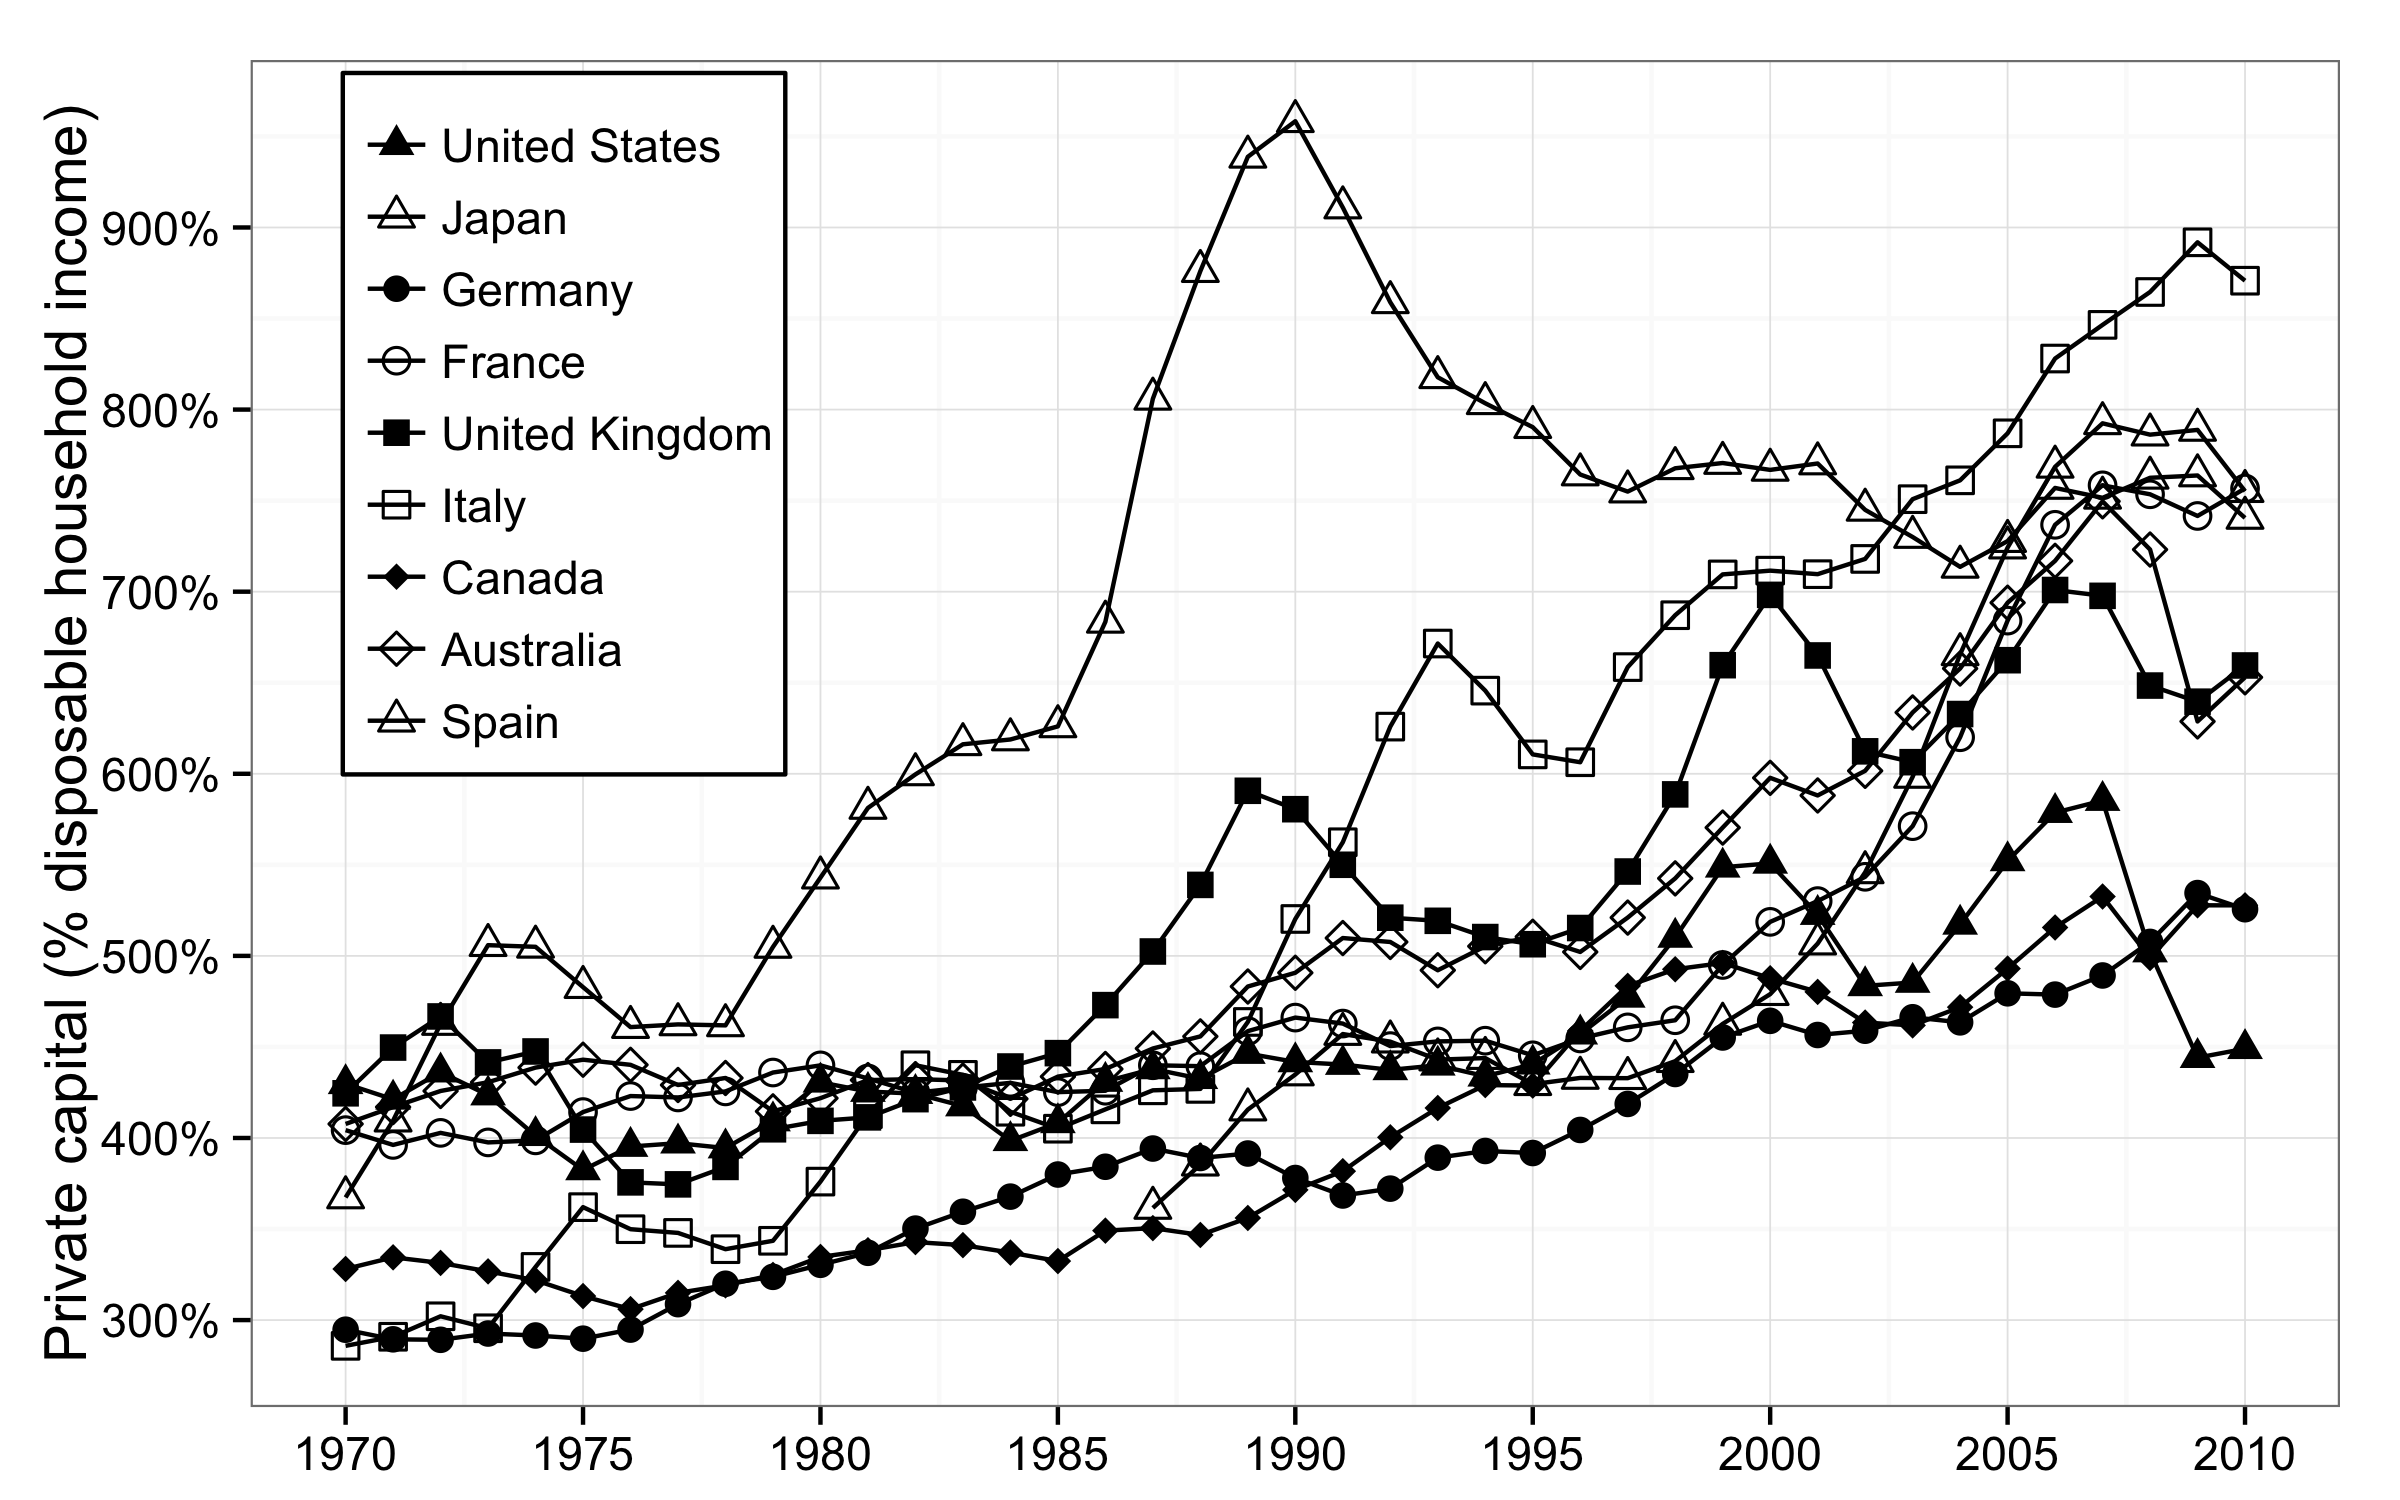 Private capital (% disposable household income)
900%
800%
700%
600%
500%
400%
300%
United States
Japan
Germany
France
United Kingdom
Italy
Canada
Australia
Spain
1970 1975 1980 1985 1990 1995 2000 2005 2010